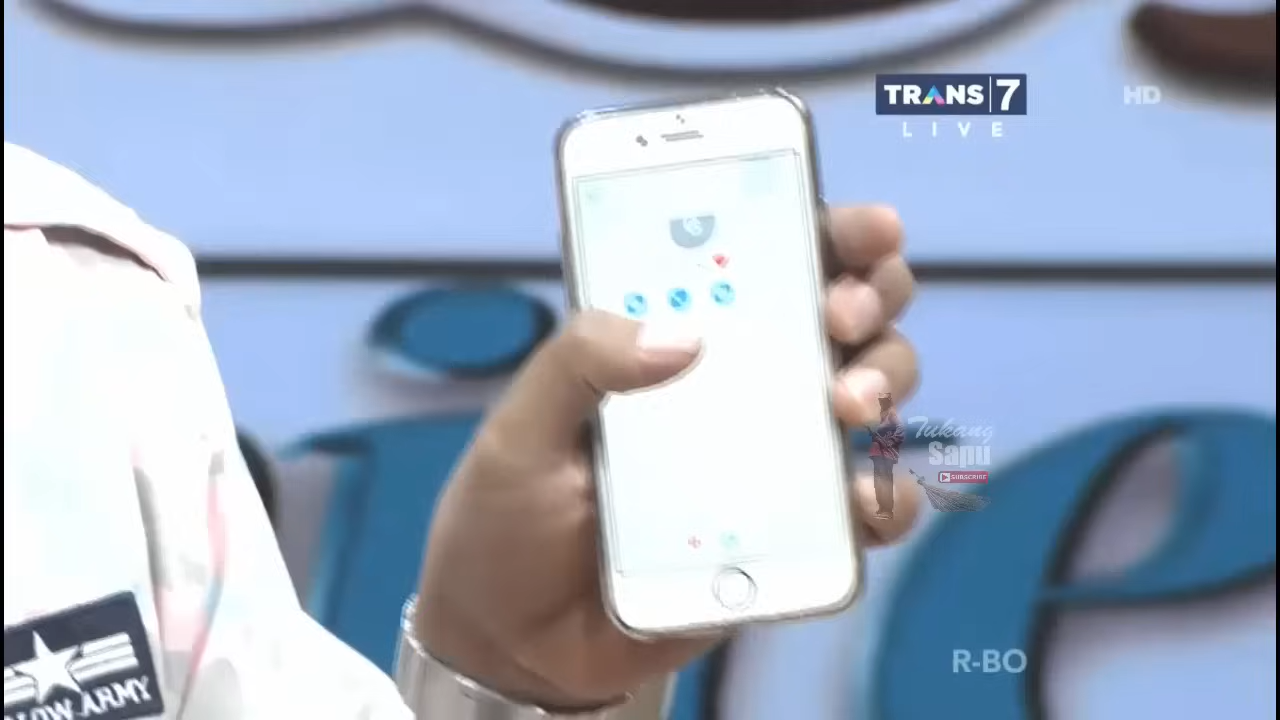 TRANS 7
HD
LIVE
Tukang
Sapu
SUBSCRIBE
LOW ARMY
R-BO